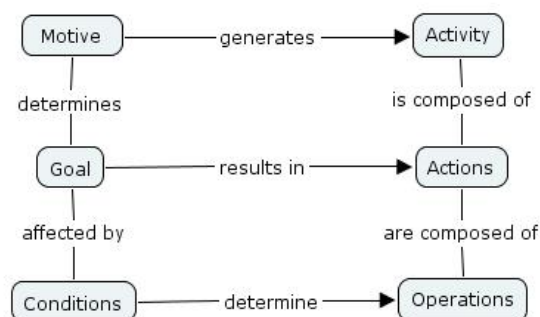 Motive generates Activity
determines is composed of
Goal results in Actions
affected by are composed of
Conditions determine Operations